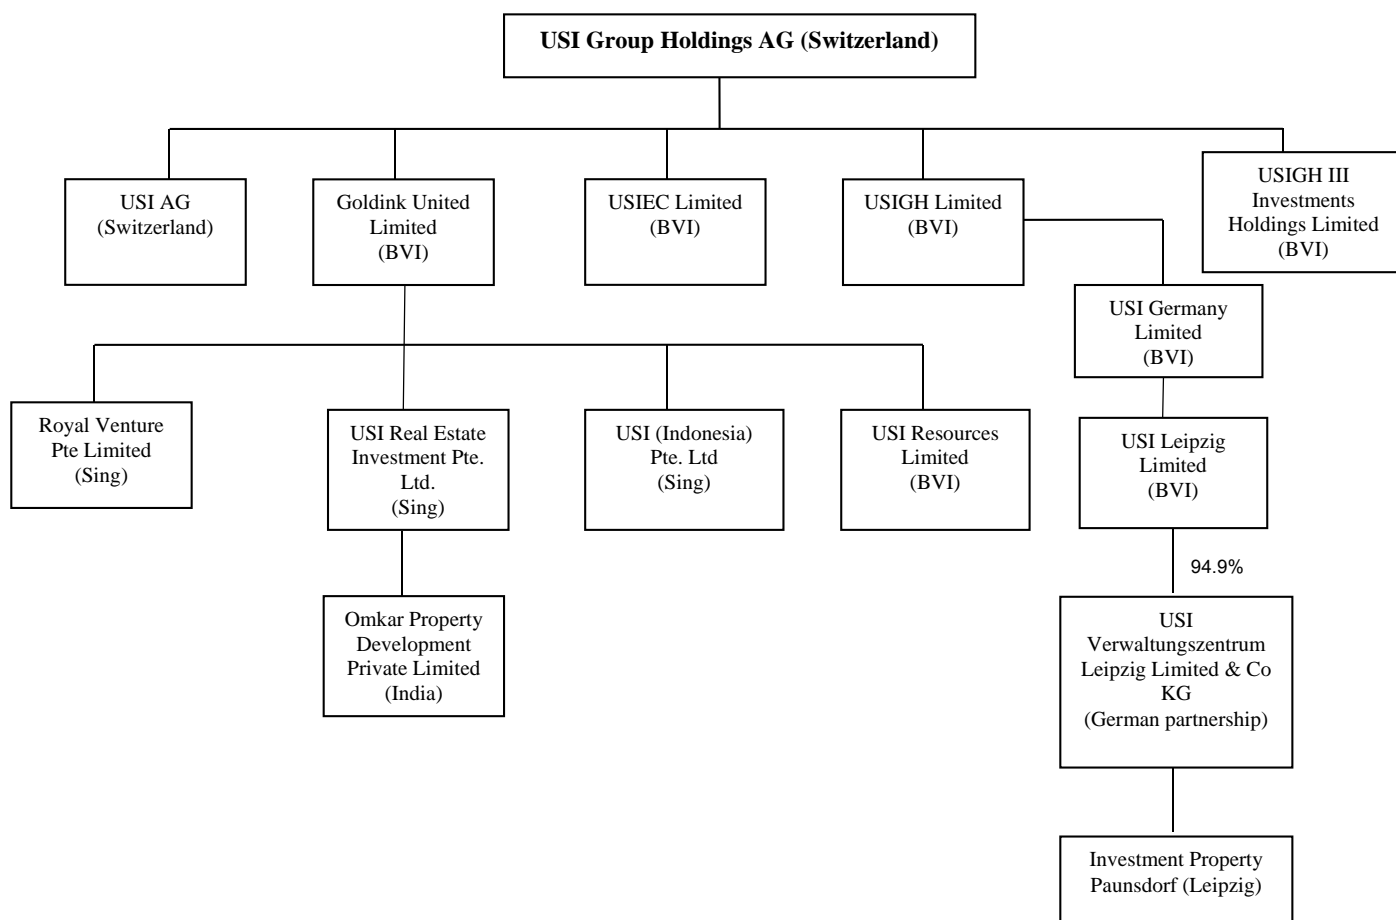 USI Group Holdings AG (Switzerland)
USI AG
(Switzerland)
Goldink United
Limited
(BVI)
USIEC Limited
(BVI)
USIGH Limited
(BVI)
USIGH III
Investments
Holdings Limited
(BVI)
USI Germany
Limited
(BVI)
Royal Venture
Pte Limited
(Sing)
USI Real Estate
Investment Pte.
Ltd.
(Sing)
USI (Indonesia)
Pte. Ltd
(Sing)
USI Resources
Limited
(BVI)
USI Leipzig
Limited
(BVI)
94.9%
Omkar Property
Development
Private Limited
(India)
USI
Verwaltungszentrum
Leipzig Limited & Co
KG
(German partnership)
Investment Property
Paunsdorf (Leipzig)